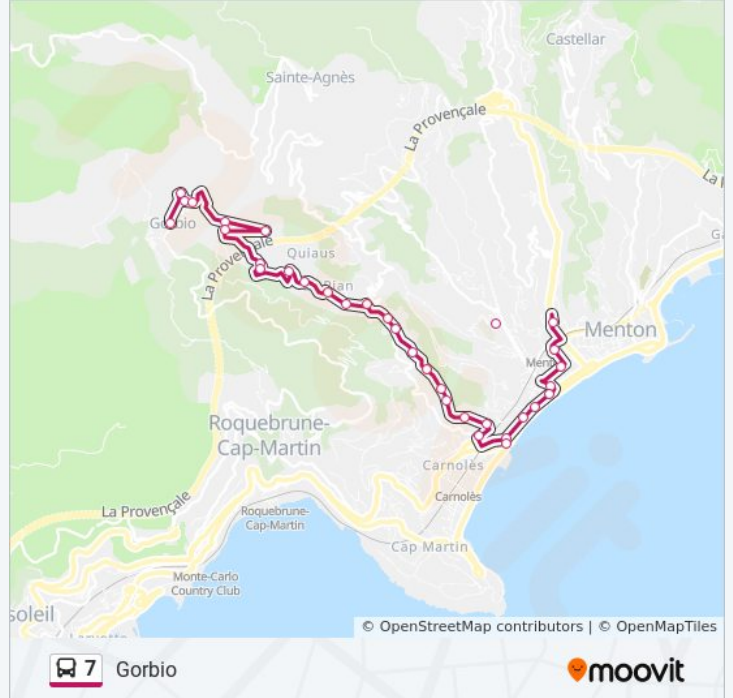 Castellar
Sainte-Agnès
La Provençale
La
Gorbio
La Provençale
Quiaus
Menton
Roquebrune-
Cap-Martin
Carnolès
Carnolès
La Provençale
Roquebrune-
Cap-Martin
Cap Martin
Monte-Carlo
Country Club
soleil
© OpenStreetMap contributors | © OpenMapTiles
7 Gorbio
moovit